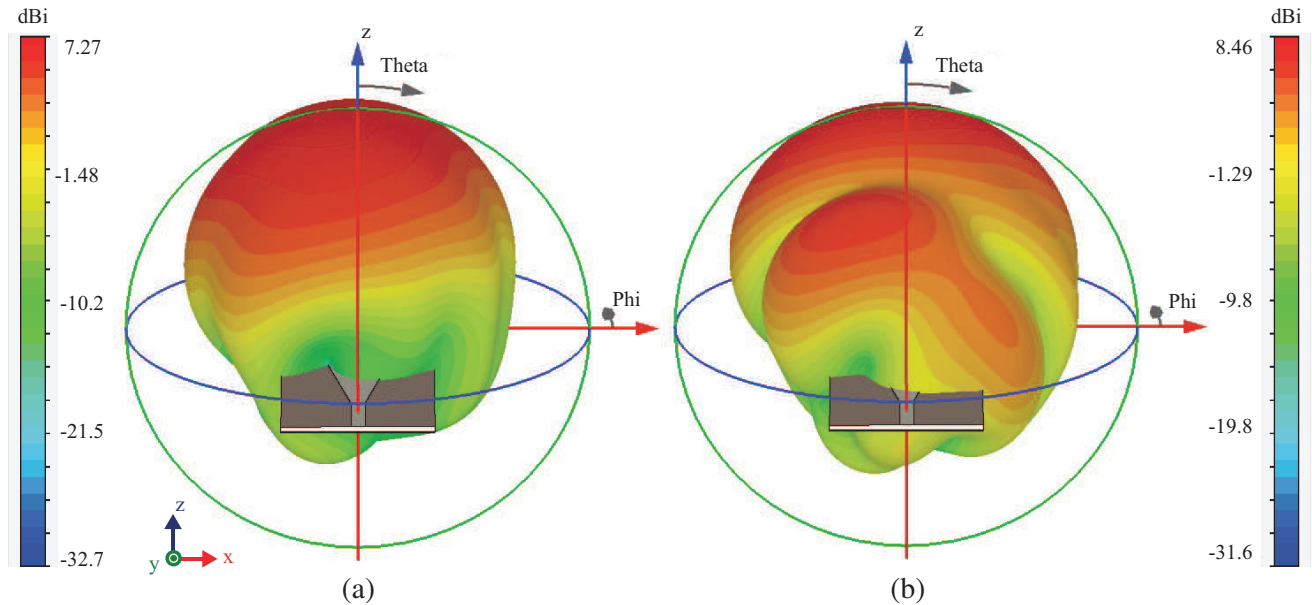 dBi
7.27
-1.48
-10.2
-21.5
-32.7
z
Theta
Phi
z
y
x
(a)
z
Theta
Phi
(b)
dBi
8.46
-1.29
-9.8
-19.8
-31.6